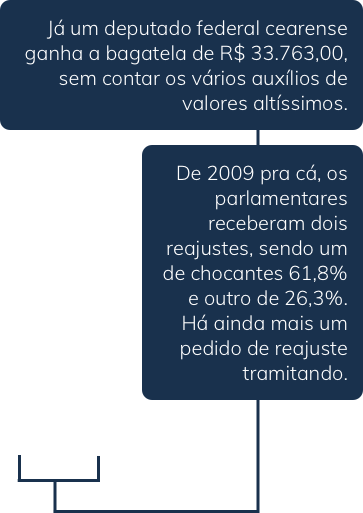 Já um deputado federal cearense
ganha a bagatela de R$ 33.763,00,
sem contar os vários auxílios de
valores altíssimos.
De 2009 pra cá, os
parlamentares
receberam dois
reajustes, sendo um
de chocantes 61,8%
e outro de 26,3%.
Há ainda mais um
pedido de reajuste
tramitando.